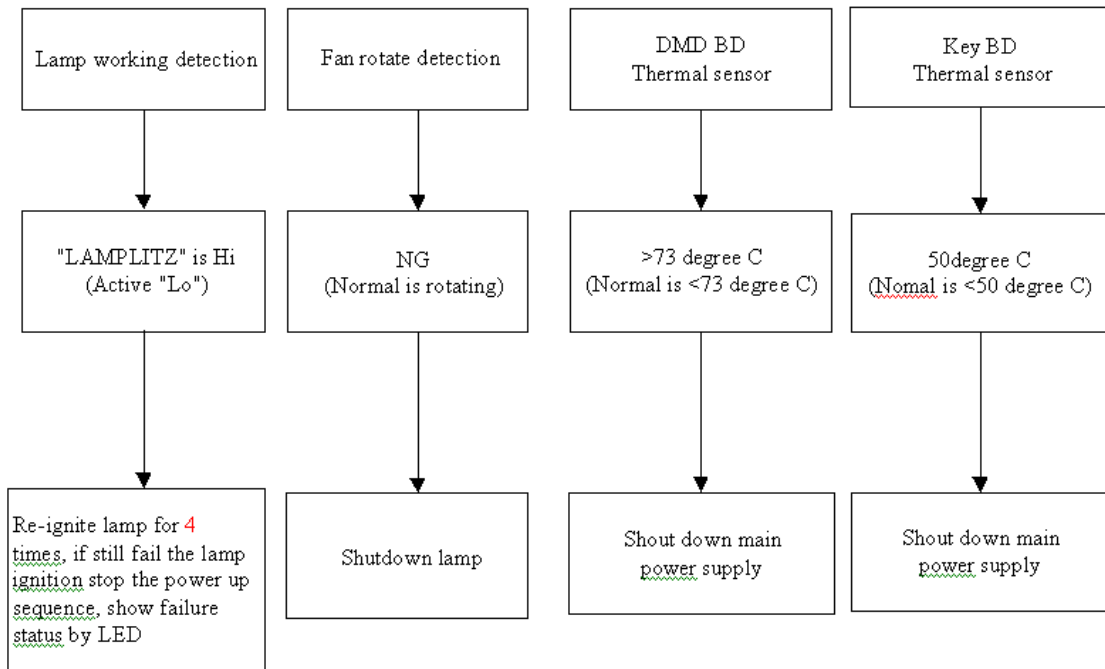 Lamp working detection
Fan rotate detection
DMD BD
Thermal sensor
Key BD
Thermal sensor
"LAMPLITZ" is Hi
(Active "Lo")
NG
(Normal is rotating)
>73 degree C
(Normal is <73 degree C)
50degree C
(Nomal is <50 degree C)
Re-ignite lamp for 4
times, if still fail the lamp
ignition stop the power up
sequence, show failure
status by LED
Shutdown lamp
Shout down main
power supply
Shout down main
power supply